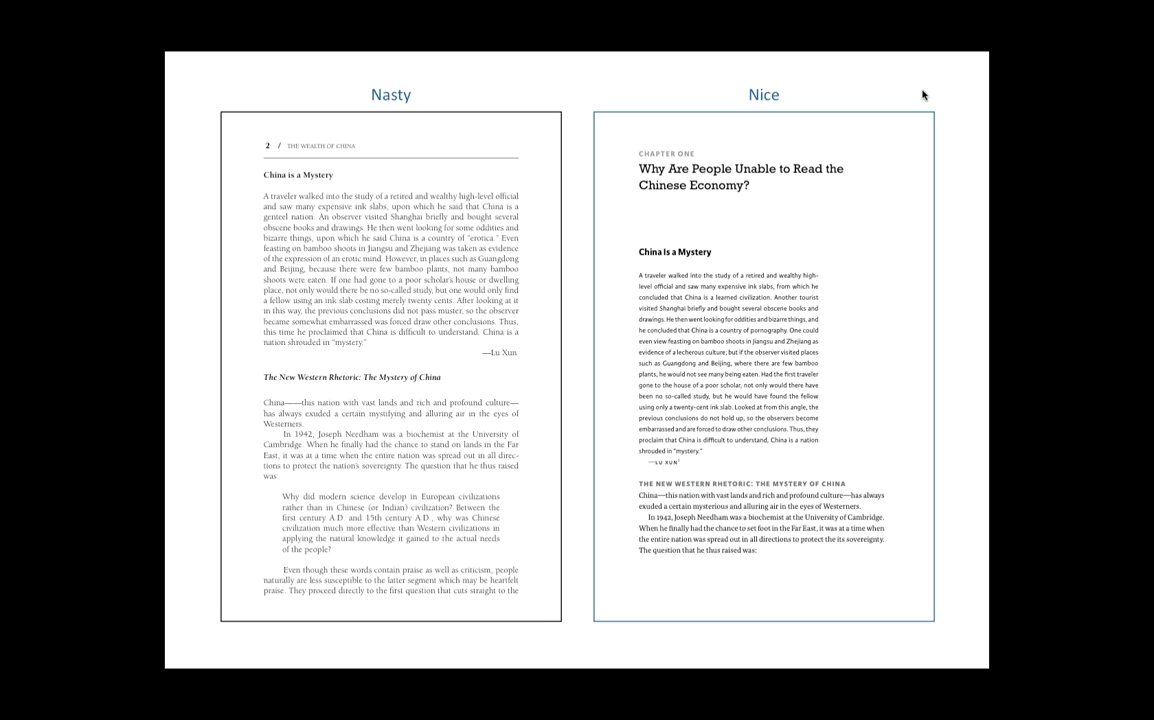 Nasty
2 / THE WEALTH OF CHINA
China is a Mystery
A traveler walked into the study of a retired and wealthy high-level official
and saw many expensive ink slabs, upon which he said that China is a
genteel nation. An observer visited Shanghai briefly and bought several
obscene books and drawings. He then went looking for some oddities and
bizarre things, upon which he said China is a country of "erotica." Even
feasting on bamboo shoots in Jiangsu and Zhejiang was taken as evidence
of the expression of an erotic mind. However, in places such as Guangdong
and Beijing, because there were few bamboo plants, not many bamboo
shoots were eaten. If one had gone to a poor scholar's house or dwelling
place, not only would there be no so-called study, but one would only find
a fellow using an ink slab costing merely twenty cents. After looking at it
in this way, the previous conclusions did not pass muster, so the observer
became somewhat embarrassed was forced draw other conclusions. Thus,
this time he proclaimed that China is difficult to understand. China is a
nation shrouded in "mystery."
—Lu Xun
The New Western Rhetoric: The Mystery of China
China——this nation with vast lands and rich and profound culture—
has always exuded a certain mystifying and alluring air in the eyes of
Westerners.
In 1942, Joseph Needham was a biochemist at the University of
Cambridge. When he finally had the chance to stand on lands in the Far
East, it was at a time when the entire nation was spread out in all direc-
tions to protect the nation's sovereignty. The question that he thus raised
was:
Why did modern science develop in European civilizations
rather than in Chinese (or Indian) civilization? Between the
first century A.D. and 15th century A.D., why was Chinese
civilization much more effective than Western civilizations in
applying the natural knowledge it gained to the actual needs
of the people?
Even though these words contain praise as well as criticism, people
naturally are less susceptible to the latter segment which may be heartfelt
praise. They proceed directly to the first question that cuts straight to the
Nice
CHAPTER ONE
Why Are People Unable to Read the
Chinese Economy?
China Is a Mystery
A traveler walked into the study of a retired and wealthy high-
level official and saw many expensive ink slabs, from which he
concluded that China is a learned civilization. Another tourist
visited Shanghai briefly and bought several obscene books and
drawings. He then went looking for oddities and bizarre things, and
he concluded that China is a country of pornography. One could
even view feasting on bamboo shoots in Jiangsu and Zhejiang as
evidence of a lecherous culture; but if the observer visited places
such as Guangdong and Beijing, where there are few bamboo
plants, he would not see many being eaten. Had the first traveler
gone to the house of a poor scholar, not only would there have
been no so-called study, but he would have found the fellow
using only a twenty-cent ink slab. Looked at from this angle, the
previous conclusions do not hold up, so the observers become
embarrassed and are forced to draw other conclusions. Thus, they
proclaim that China is difficult to understand, China is a nation
shrouded in "mystery."
—LU XUN¹
THE NEW WESTERN RHETORIC: THE MYSTERY OF CHINA
China—this nation with vast lands and rich and profound culture—has always
exuded a certain mysterious and alluring air in the eyes of Westerners.
In 1942, Joseph Needham was a biochemist at the University of Cambridge.
When he finally had the chance to set foot in the Far East, it was at a time when
the entire nation was spread out in all directions to protect the its sovereignty.
The question that he thus raised was: